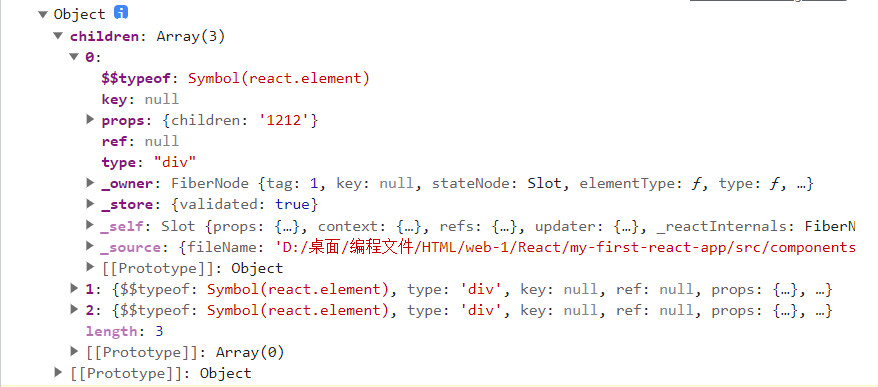 Object i
children: Array(3)
0:
$$typeof: Symbol(react.element)
key: null
props: {children: '1212'}
ref: null
type: "div"
_owner: FiberNode {tag: 1, key: null, stateNode: Slot, elementType: ƒ, type: ƒ, …}
_store: {validated: true}
_self: Slot {props: {…}, context: {…}, refs: {…}, updater: {…}, _reactInternals: FiberN
_source: {fileName: 'D:/桌面/编程文件/HTML/web-1/React/my-first-react-app/src/components
[[Prototype]]: Object
1: {$$typeof: Symbol(react.element), type: 'div', key: null, ref: null, props: {…}, …}
2: {$$typeof: Symbol(react.element), type: 'div', key: null, ref: null, props: {…}, …}
length: 3
[[Prototype]]: Array(0)
[[Prototype]]: Object